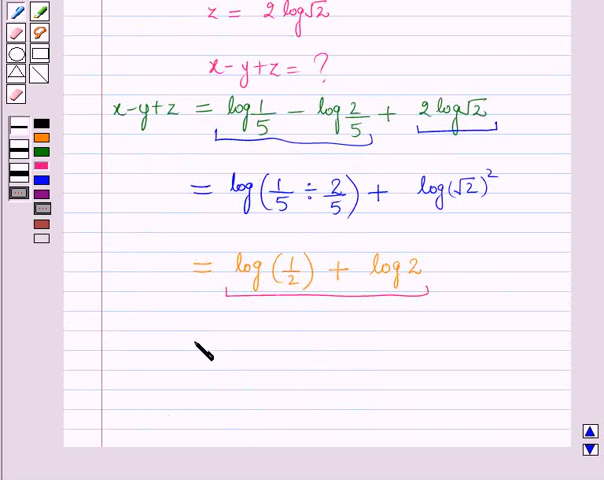 z = 2 log√2
x-y+z = ?
x-y+z = log 1/5 - log 2/5 + 2 log√2
= log(1/5 ÷ 2/5) + log(√2)²
= log(1/2) + log 2